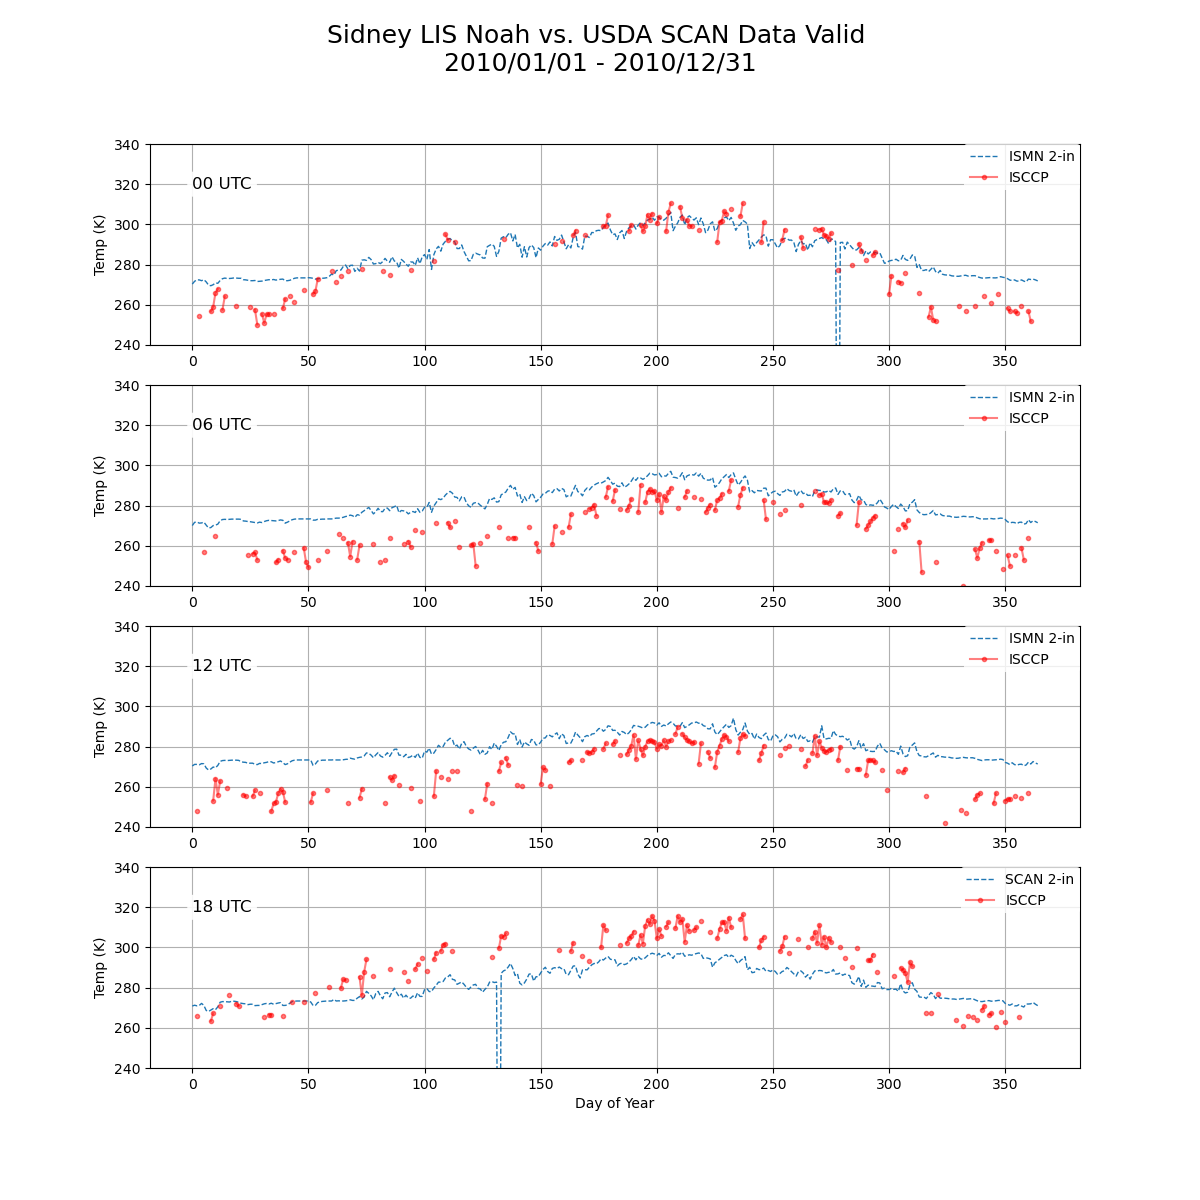 Sidney LIS Noah vs. USDA SCAN Data Valid
2010/01/01 - 2010/12/31
340
320
300
280
260
240
Temp (K)
00 UTC
ISMN 2-in
ISCCP
0 50 100 150 200 250 300 350
340
320
300
280
260
240
Temp (K)
06 UTC
ISMN 2-in
ISCCP
0 50 100 150 200 250 300 350
340
320
300
280
260
240
Temp (K)
12 UTC
ISMN 2-in
ISCCP
0 50 100 150 200 250 300 350
340
320
300
280
260
240
Temp (K)
18 UTC
SCAN 2-in
ISCCP
0 50 100 150 200 250 300 350
Day of Year